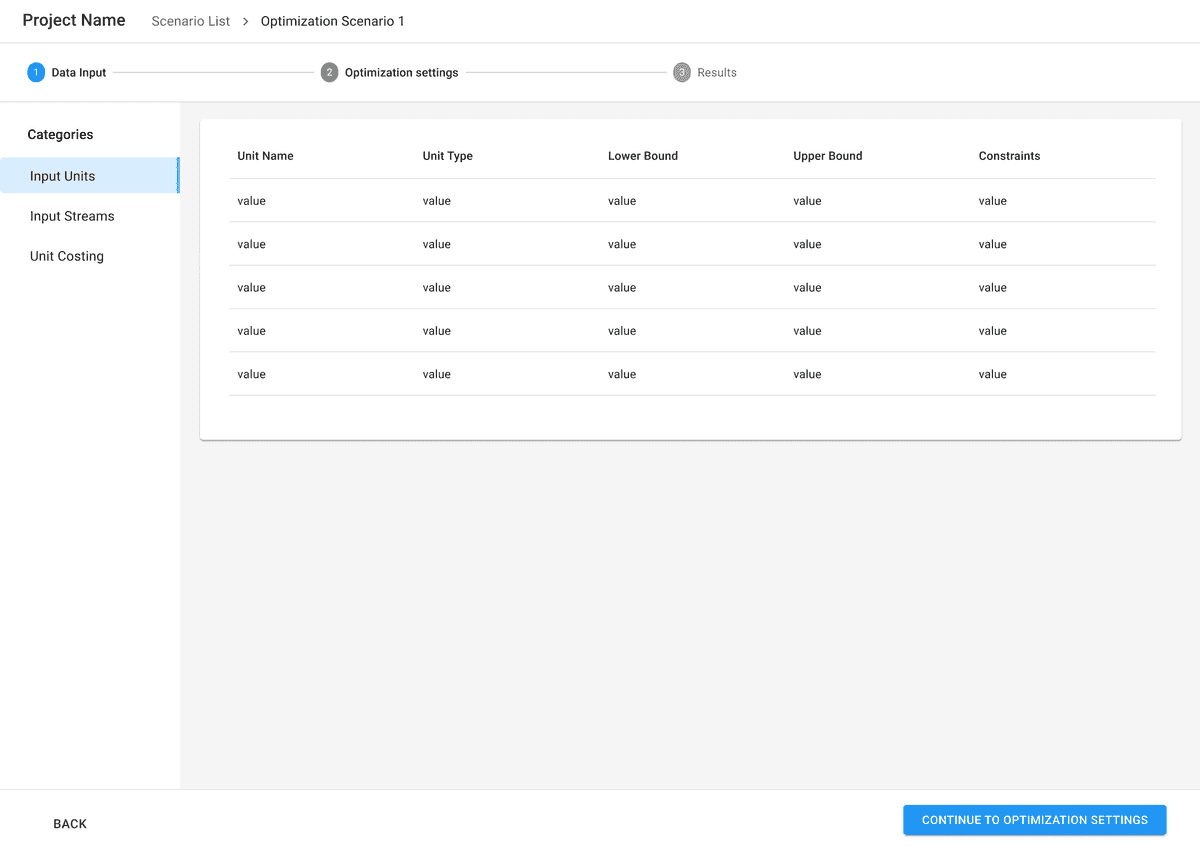 Project Name Scenario List > Optimization Scenario 1
1 Data Input 2 Optimization settings 3 Results
Categories
Input Units
Input Streams
Unit Costing
Unit Name Unit Type Lower Bound Upper Bound Constraints
value value value value value
value value value value value
value value value value value
value value value value value
value value value value value
BACK
CONTINUE TO OPTIMIZATION SETTINGS